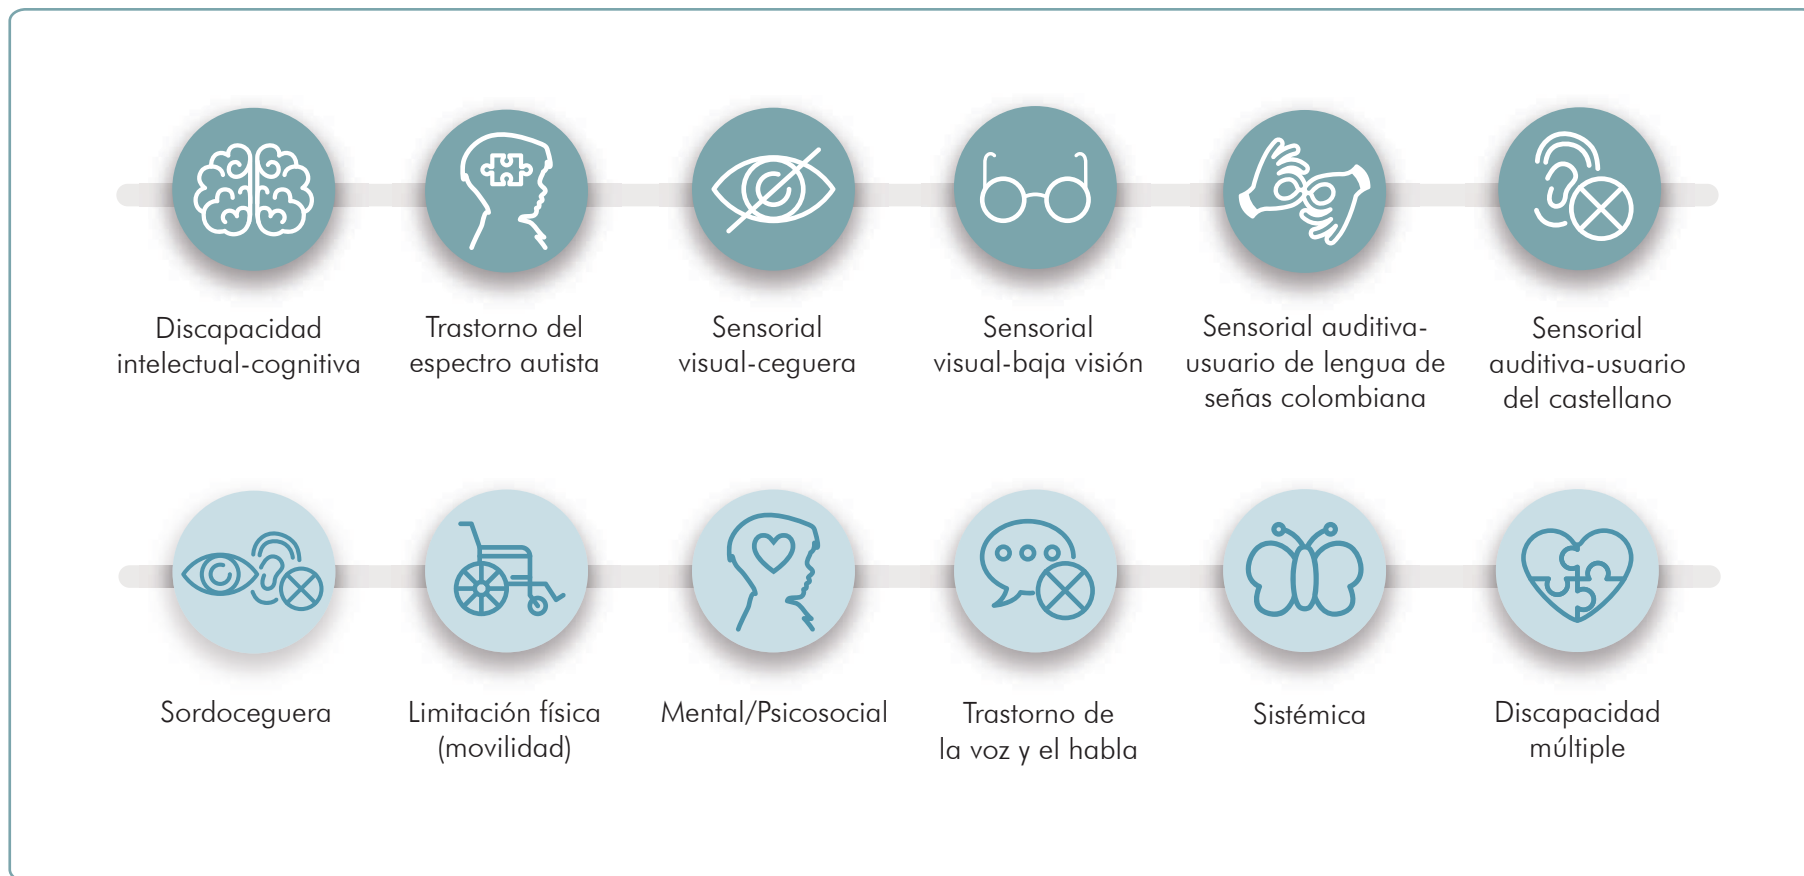 Discapacidad
intelectual-cognitiva
Trastorno del
espectro autista
Sensorial
visual-ceguera
Sensorial
visual-baja visión
Sensorial auditiva-
usuario de lengua de
señas colombiana
Sensorial
auditiva-usuario
del castellano
Sordoceguera
Limitación física
(movilidad)
Mental/Psicosocial
Trastorno de
la voz y el habla
Sistémica
Discapacidad
múltiple